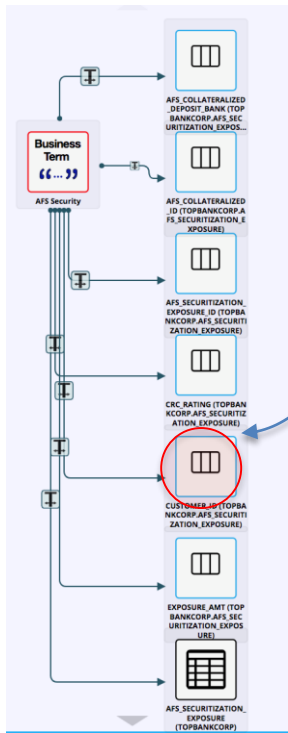 AFS_COLLATERALIZED
_DEPOSIT_BANK (TOP
BANKCORP.AFS_SEC
URITIZATION_EXPOS...
Business
Term
“...”
AFS Security
AFS_COLLATERALIZED
_ID (TOPBANKCORP.A
FS_SECURITIZATION_E
XPOSURE)
AFS_SECURITIZATION_
EXPOSURE_ID (TOPBA
NKCORP.AFS_SECURITI
ZATION_EXPOSURE)
CRC_RATING (TOPBAN
KCORP.AFS_SECURITIZ
ATION_EXPOSURE)
CUSTOMER_ID (TOPBA
NKCORP.AFS_SECURITI
ZATION_EXPOSURE)
EXPOSURE_AMT (TOP
BANKCORP.AFS_SEC
URITIZATION_EXPOS
URE)
AFS_SECURITIZATION_
EXPOSURE
(TOPBANKCORP)